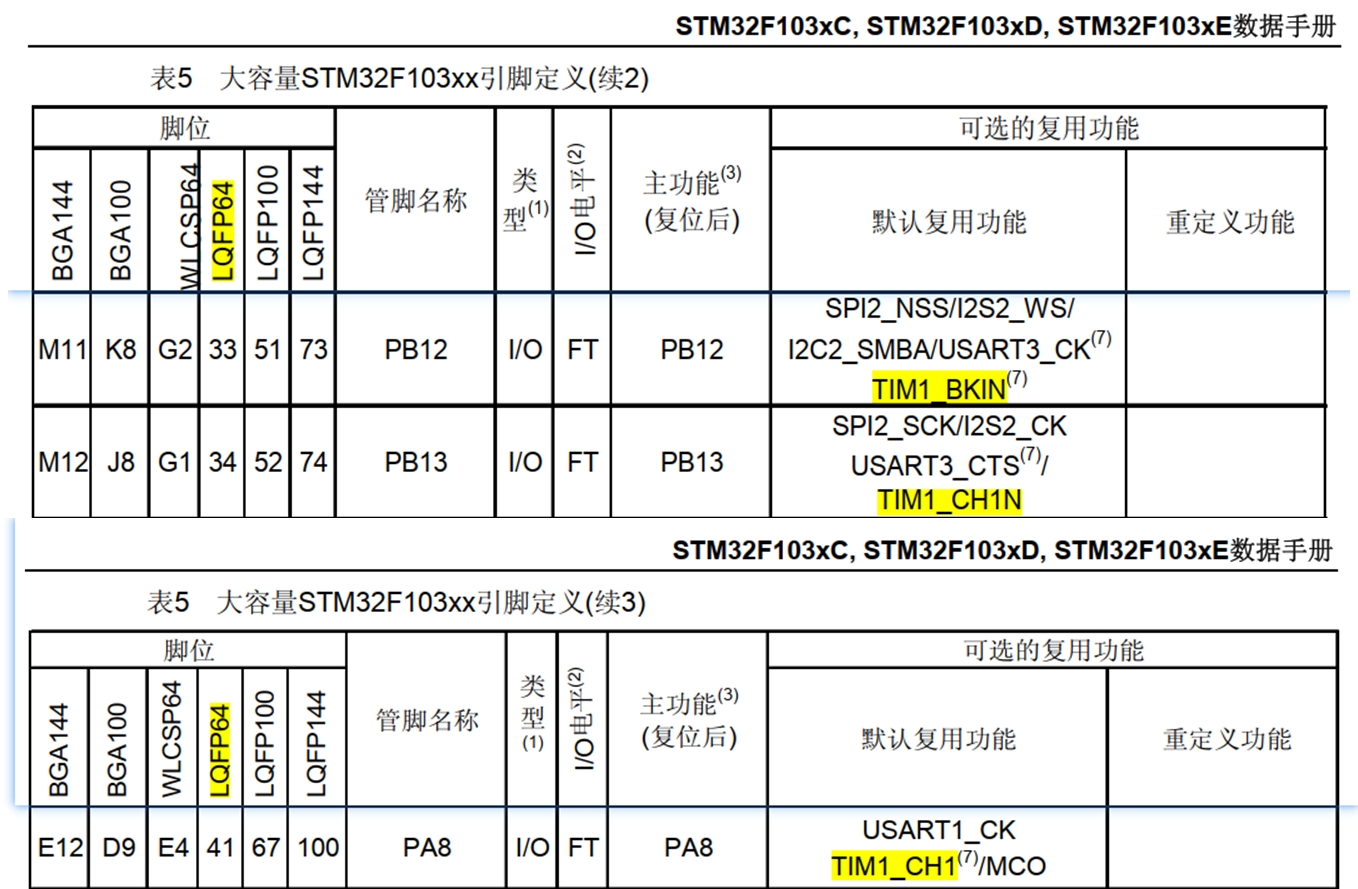 STM32F103xC, STM32F103xD, STM32F103xE数据手册
表5 大容量STM32F103xx引脚定义(续2)
脚位 管脚名称 类型(1) I/O电平(2) 主功能(3) (复位后) 可选的复用功能
BGA144 BGA100 WLCSP64 LQFP64 LQFP100 LQFP144 默认复用功能 重定义功能
M11 K8 G2 33 51 73 PB12 I/O FT PB12 SPI2_NSS/I2S2_WS/
I2C2_SMBA/USART3_CK(7)
TIM1_BKIN(7)
M12 J8 G1 34 52 74 PB13 I/O FT PB13 SPI2_SCK/I2S2_CK
USART3_CTS(7)/
TIM1_CH1N
STM32F103xC, STM32F103xD, STM32F103xE数据手册
表5 大容量STM32F103xx引脚定义(续3)
脚位 管脚名称 类型(1) I/O电平(2) 主功能(3) (复位后) 可选的复用功能
BGA144 BGA100 WLCSP64 LQFP64 LQFP100 LQFP144 默认复用功能 重定义功能
E12 D9 E4 41 67 100 PA8 I/O FT PA8 USART1_CK
TIM1_CH1(7)/MCO